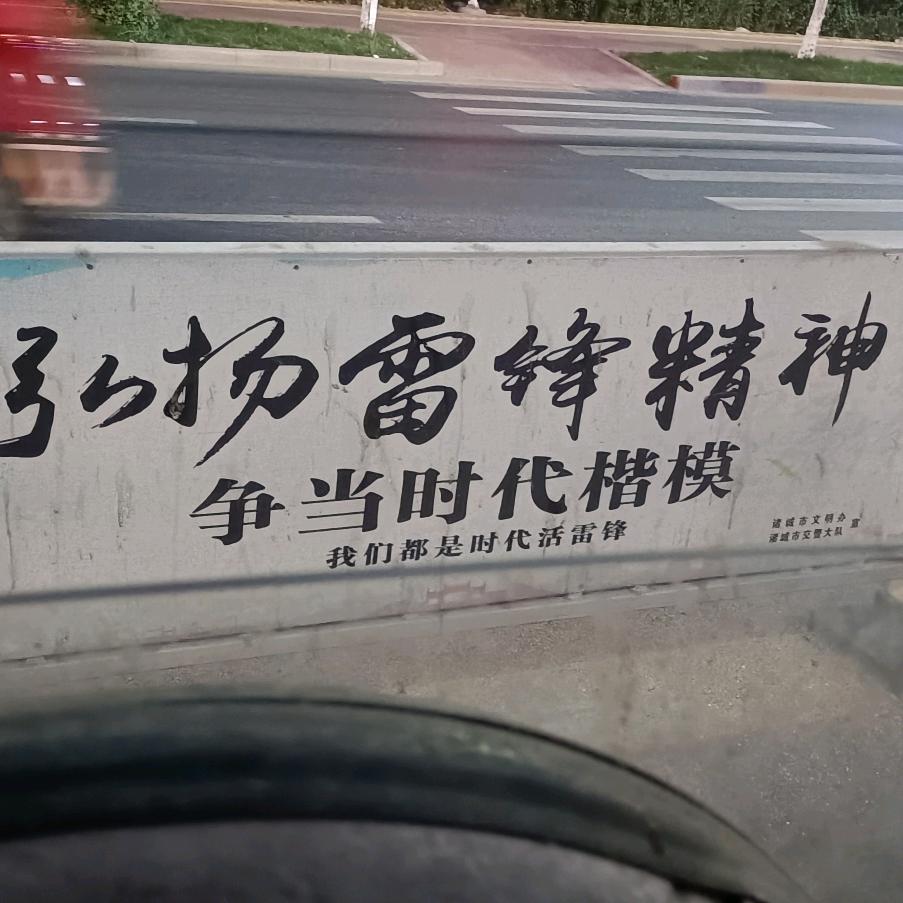 弘扬雷锋精神
争当时代楷模
我们都是时代活雷锋
诸城市文明办
诸城市交警大队
宣